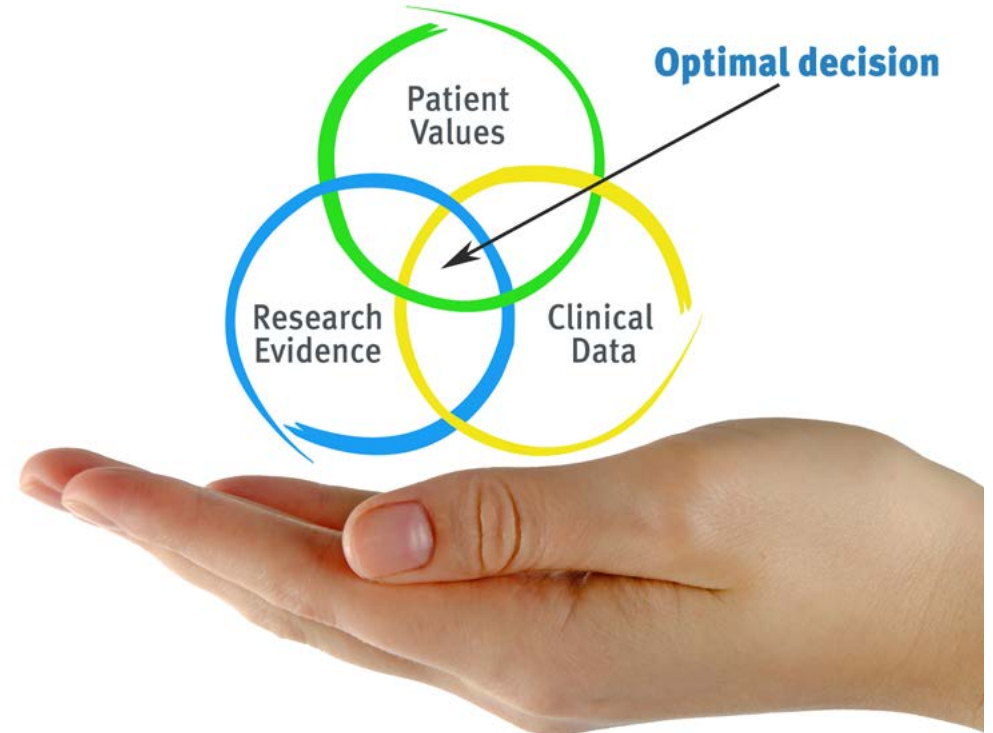 Optimal decision
Patient
Values
Research
Evidence
Clinical
Data